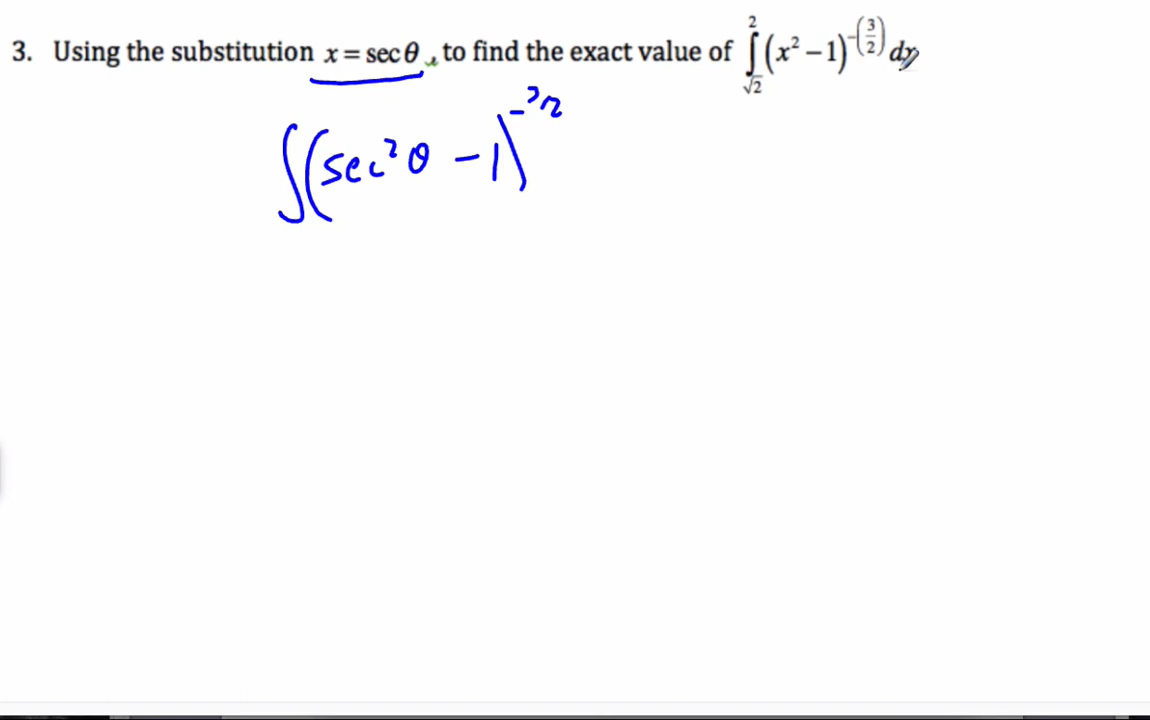 3. Using the substitution x = sec θ, to find the exact value of ∫_{√2}^{2} (x² − 1)^{−(3/2)} dx
∫(sec²θ − 1)^{−3/2}